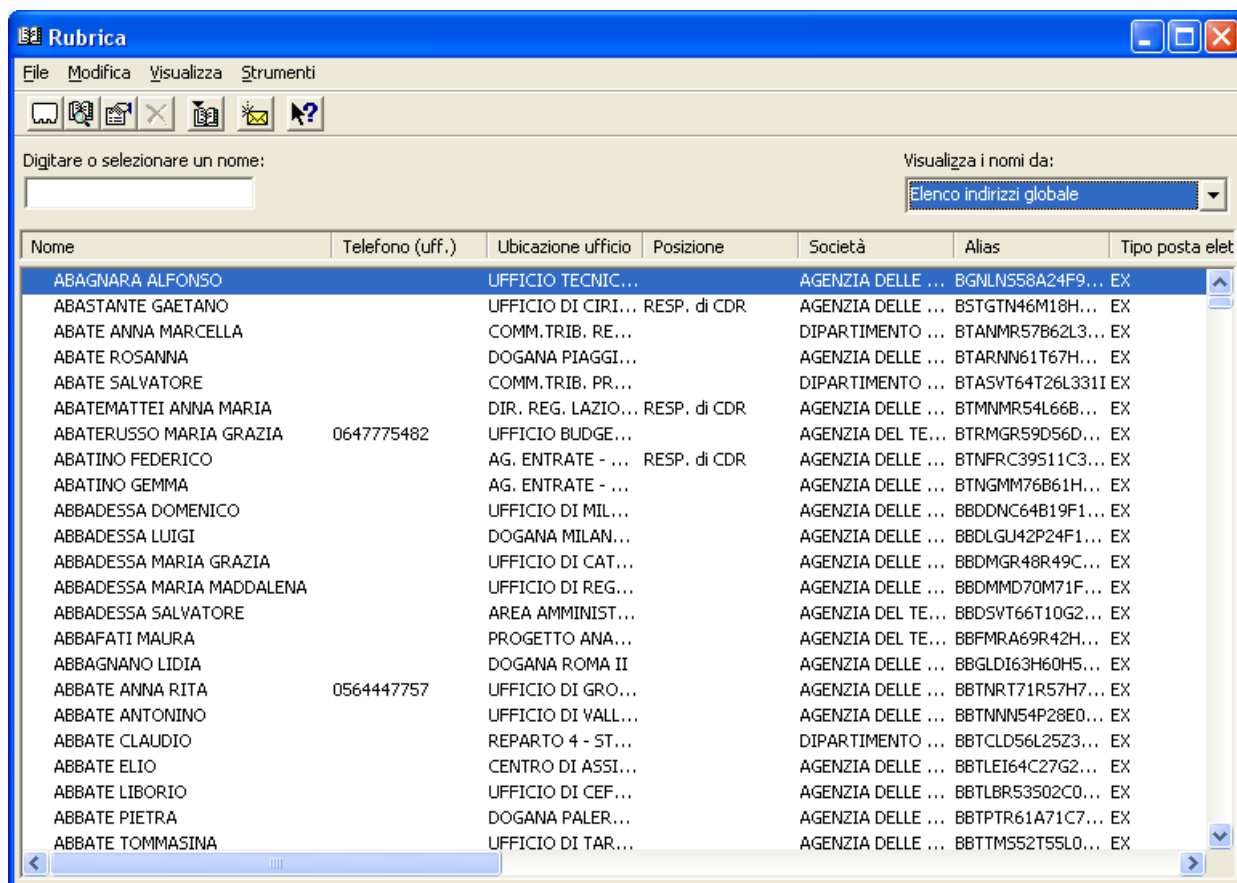 Rubrica
File Modifica Visualizza Strumenti
Digitare o selezionare un nome: Visualizza i nomi da:
Elenco indirizzi globale
Nome Telefono (uff.) Ubicazione ufficio Posizione Società Alias Tipo posta elet
ABAGNARA ALFONSO UFFICIO TECNIC... AGENZIA DELLE ... BGNLNS58A24F9... EX
ABASTANTE GAETANO UFFICIO DI CIRI... RESP. di CDR AGENZIA DELLE ... BSTGTN46M18H... EX
ABATE ANNA MARCELLA COMM.TRIB. RE... DIPARTIMENTO ... BTANMR57B62L3... EX
ABATE ROSANNA DOGANA PIAGGI... AGENZIA DELLE ... BTARNN61T67H... EX
ABATE SALVATORE COMM.TRIB. PR... DIPARTIMENTO ... BTASVT64T26L331I EX
ABATEMATTEI ANNA MARIA DIR. REG. LAZIO... RESP. di CDR AGENZIA DELLE ... BTMNMR54L66B... EX
ABATERUSSO MARIA GRAZIA 0647775482 UFFICIO BUDGE... AGENZIA DEL TE... BTRMGR59D56D... EX
ABATINO FEDERICO AG. ENTRATE - ... RESP. di CDR AGENZIA DELLE ... BTNFRC39S11C3... EX
ABATINO GEMMA AG. ENTRATE - ... AGENZIA DELLE ... BTNGMM76B61H... EX
ABBADESSA DOMENICO UFFICIO DI MIL... AGENZIA DELLE ... BBDDNC64B19F1... EX
ABBADESSA LUIGI DOGANA MILAN... AGENZIA DELLE ... BBDLGU42P24F1... EX
ABBADESSA MARIA GRAZIA UFFICIO DI CAT... AGENZIA DELLE ... BBDMGR48R49C... EX
ABBADESSA MARIA MADDALENA UFFICIO DI REG... AGENZIA DELLE ... BBDMMD70M71F... EX
ABBADESSA SALVATORE AREA AMMINIST... AGENZIA DEL TE... BBDSVT66T10G2... EX
ABBAFATI MAURA PROGETTO ANA... AGENZIA DEL TE... BBFMRA69R42H... EX
ABBAGNANO LIDIA DOGANA ROMA II AGENZIA DELLE ... BBGLDI63H60H5... EX
ABBATE ANNA RITA 0564447757 UFFICIO DI GRO... AGENZIA DELLE ... BBTNRT71R57H7... EX
ABBATE ANTONINO UFFICIO DI VALL... AGENZIA DELLE ... BBTNNN54P28E0... EX
ABBATE CLAUDIO REPARTO 4 - ST... DIPARTIMENTO ... BBTCLD56L25Z3... EX
ABBATE ELIO CENTRO DI ASSI... AGENZIA DELLE ... BBTLEI64C27G2... EX
ABBATE LIBORIO UFFICIO DI CEF... AGENZIA DELLE ... BBTLBR53S02C0... EX
ABBATE PIETRA DOGANA PALER... AGENZIA DELLE ... BBTPTR61A71C7... EX
ABBATE TOMMASINA UFFICIO DI TAR... AGENZIA DELLE ... BBTTMS52T55L0... EX